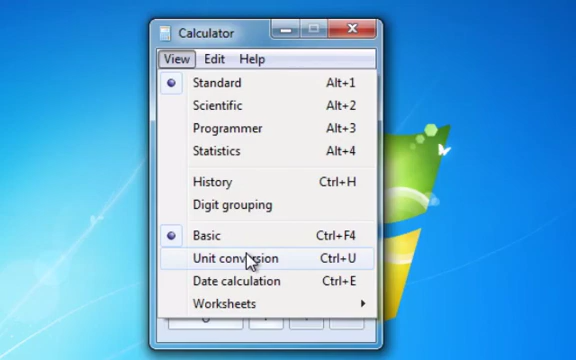 Calculator
View Edit Help
Standard Alt+1
Scientific Alt+2
Programmer Alt+3
Statistics Alt+4
History Ctrl+H
Digit grouping
Basic Ctrl+F4
Unit conversion Ctrl+U
Date calculation Ctrl+E
Worksheets